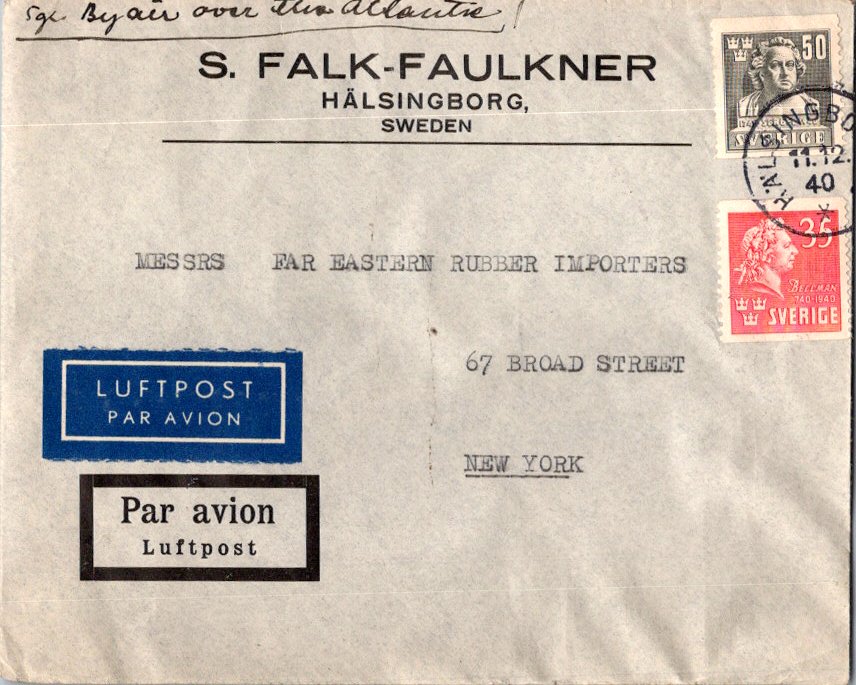 By air over the Atlantic
S. FALK-FAULKNER
HÄLSINGBORG,
SWEDEN
50
SVERIGE
HÄLSINGBO
11.12.
40
35
BELLMAN
1740-1940
SVERIGE
MESSRS FAR EASTERN RUBBER IMPORTERS
67 BROAD STREET
NEW YORK
LUFTPOST
PAR AVION
Par avion
Luftpost